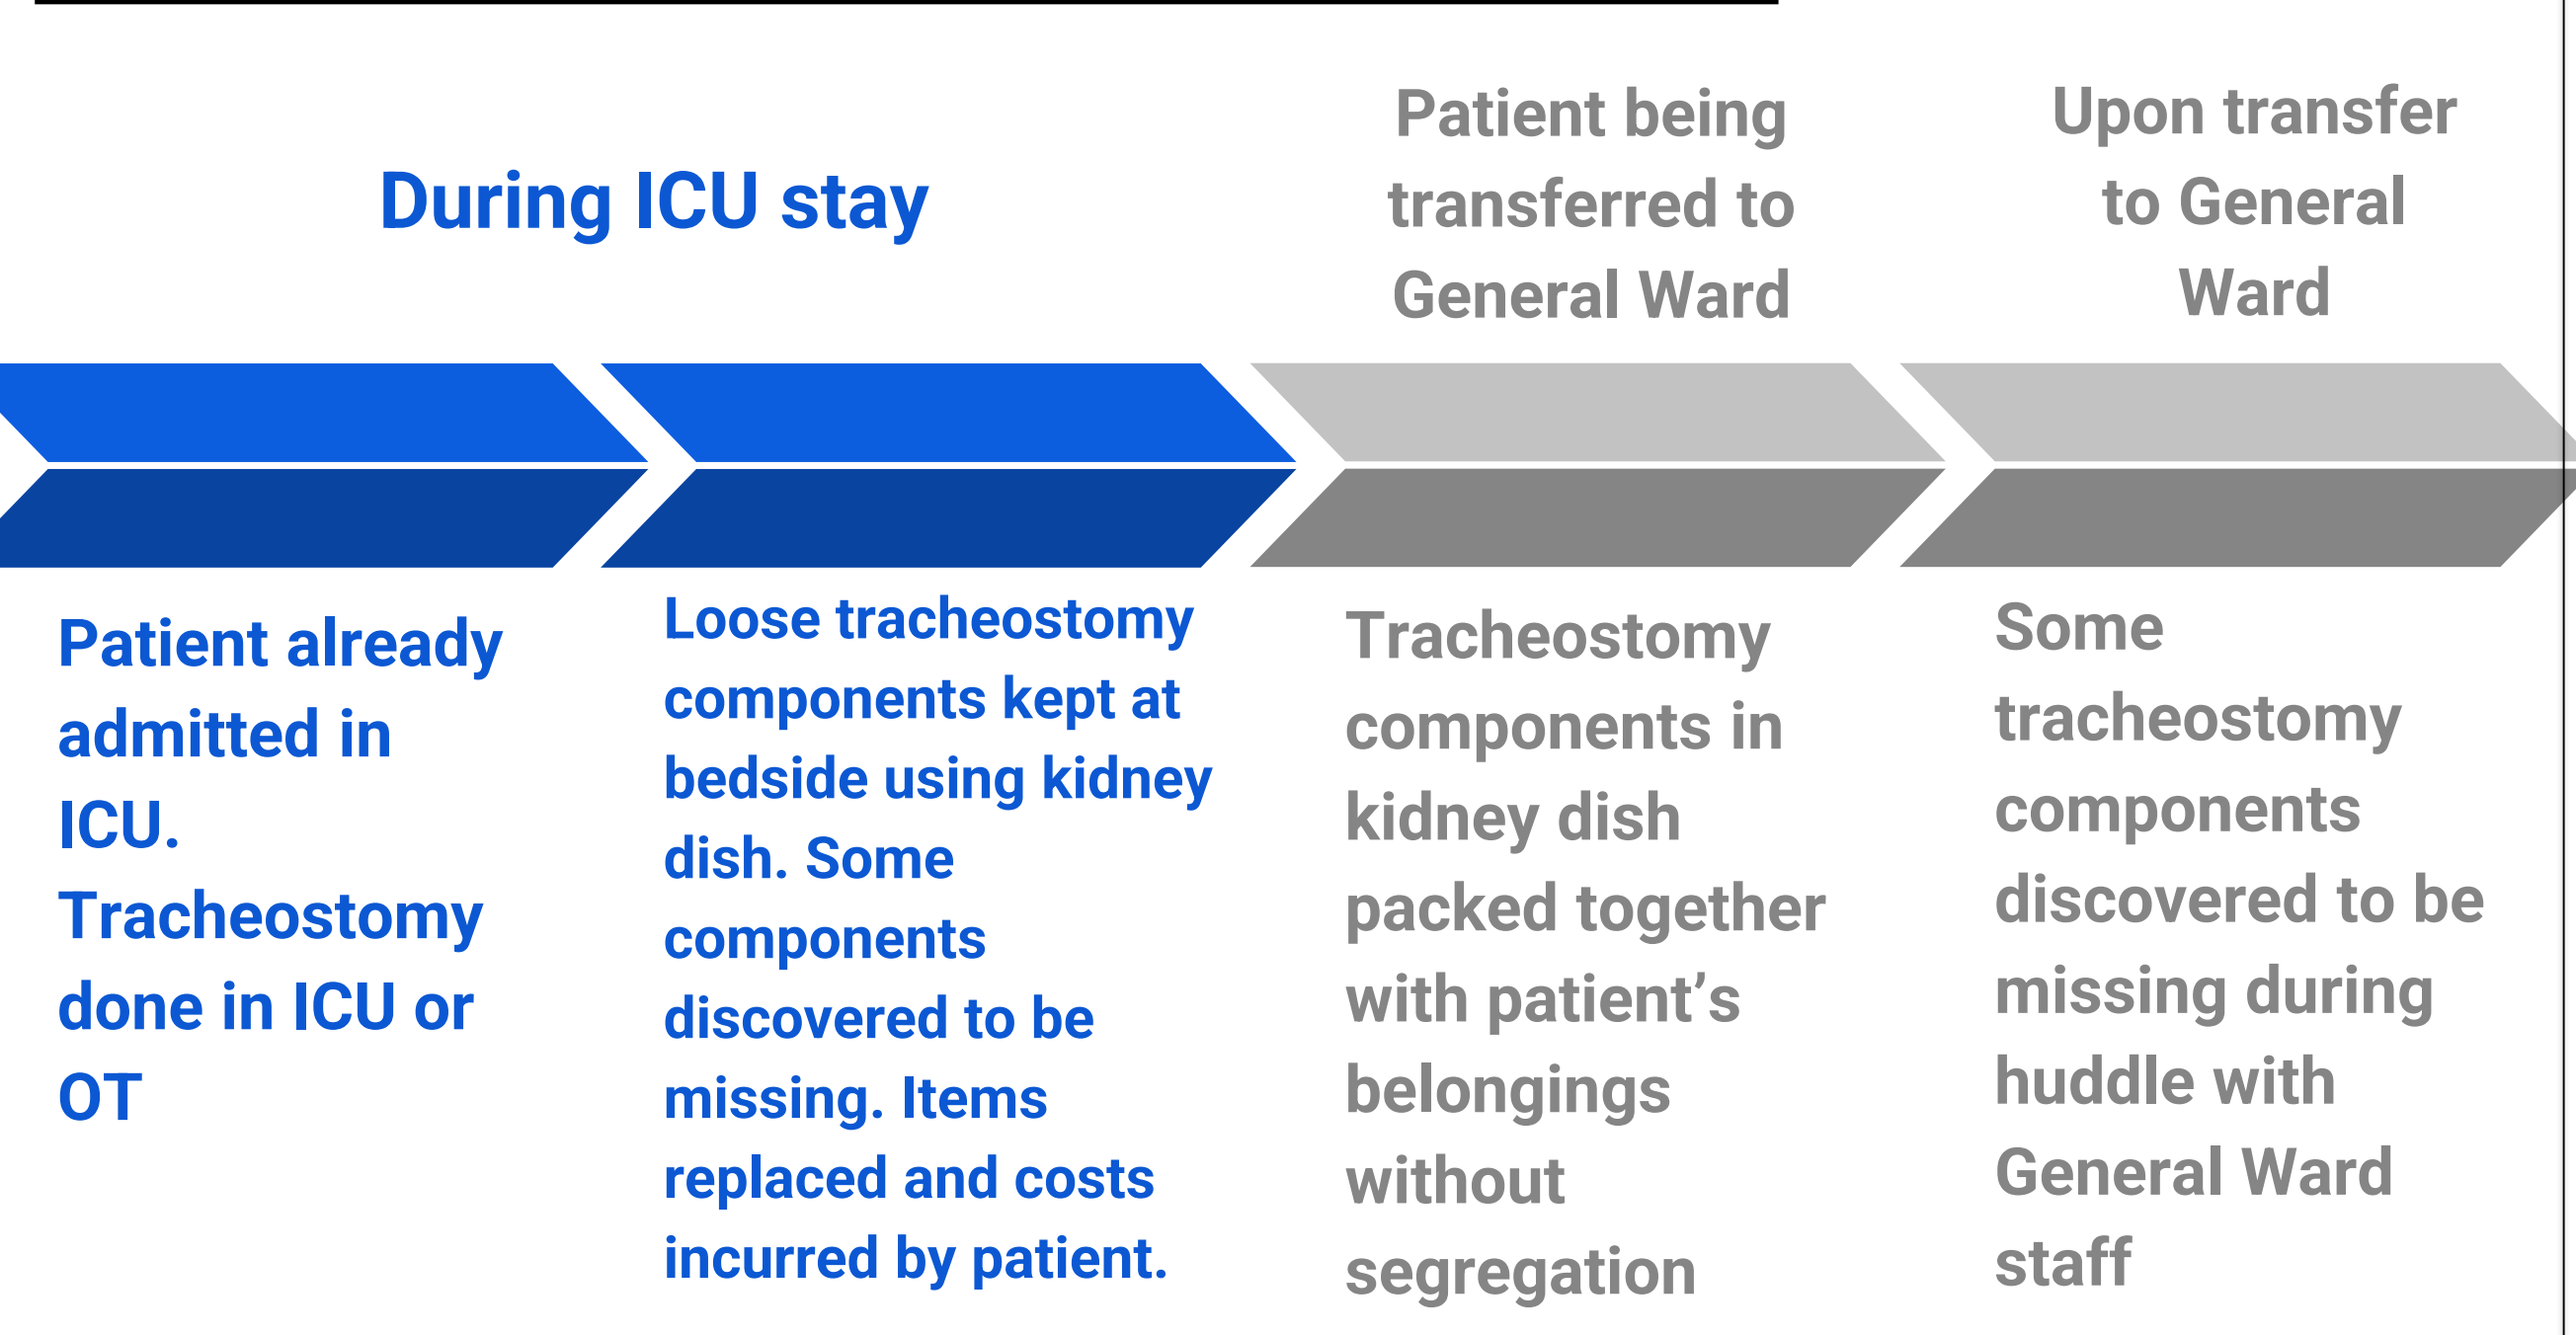 During ICU stay
Patient being
transferred to
General Ward
Upon transfer
to General
Ward
Patient already
admitted in
ICU.
Tracheostomy
done in ICU or
OT
Loose tracheostomy
components kept at
bedside using kidney
dish. Some
components
discovered to be
missing. Items
replaced and costs
incurred by patient.
Tracheostomy
components in
kidney dish
packed together
with patient’s
belongings
without
segregation
Some
tracheostomy
components
discovered to be
missing during
huddle with
General Ward
staff